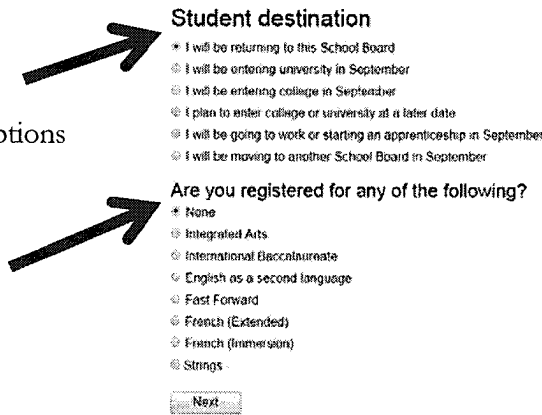 Student destination
I will be returning to this School Board
I will be entering university in September
I will be entering college in September
I plan to enter college or university at a later date
ptions
I will be going to work or starting an apprenticeship in September
I will be moving to another School Board in September
Are you registered for any of the following?
None
Integrated Arts
International Baccalaureate
English as a second language
Fast Forward
French (Extended)
French (Immersion)
Strings
Next